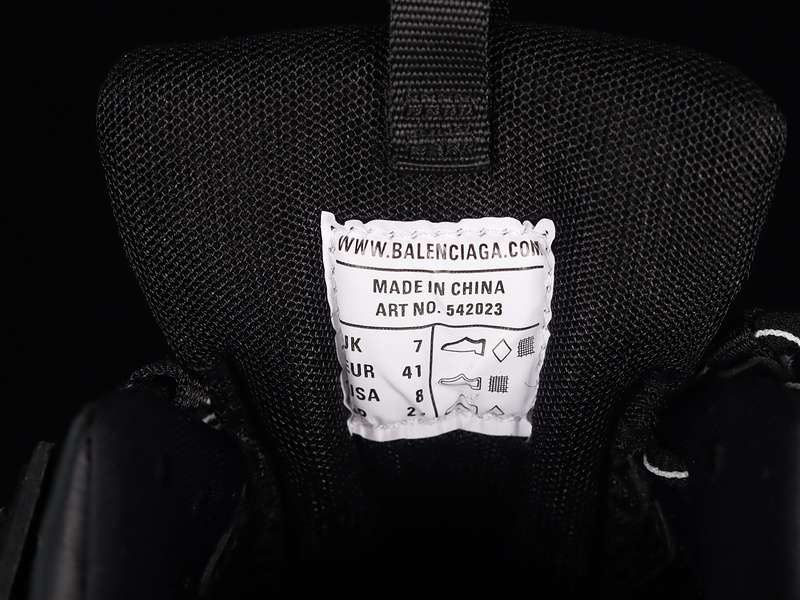 WWW.BALENCIAGA.COM
MADE IN CHINA
ART NO. 542023
UK 7
EUR 41
USA 8